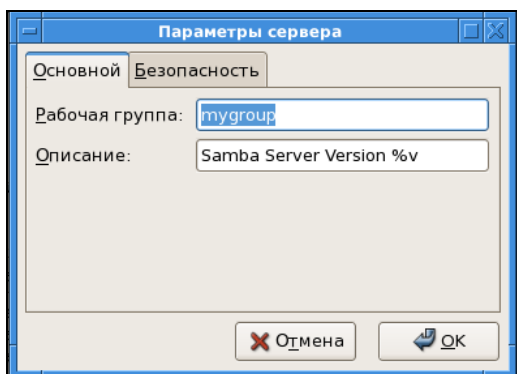 Параметры сервера
Основной Безопасность
Рабочая группа: mygroup
Описание: Samba Server Version %v
Отмена OK